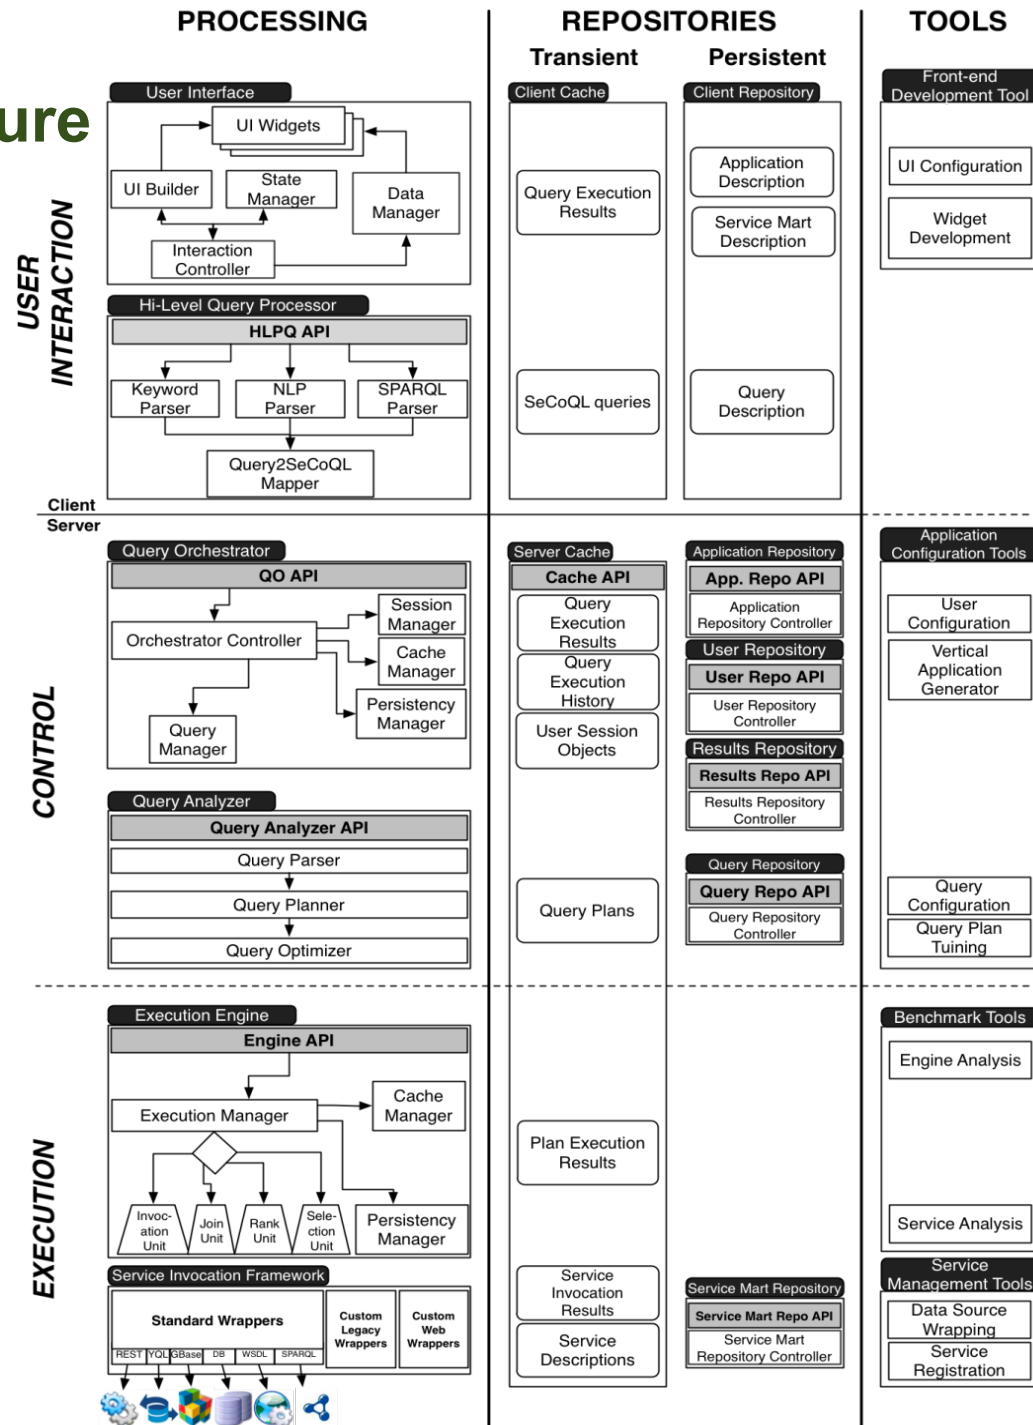 PROCESSING
REPOSITORIES
TOOLS
Transient
Persistent
ure
USER
INTERACTION
User Interface
UI Widgets
UI Builder
State
Manager
Data
Manager
Interaction
Controller
Client Cache
Query Execution
Results
Client Repository
Application
Description
Service Mart
Description
Front-end
Development Tool
UI Configuration
Widget
Development
Hi-Level Query Processor
HLPQ API
Keyword
Parser
NLP
Parser
SPARQL
Parser
Query2SeCoQL
Mapper
SeCoQL queries
Query
Description
Client
Server
CONTROL
Query Orchestrator
QO API
Orchestrator Controller
Session
Manager
Cache
Manager
Persistency
Manager
Query
Manager
Server Cache
Cache API
Query
Execution
Results
Query
Execution
History
User Session
Objects
Application Repository
App. Repo API
Application
Repository Controller
User Repository
User Repo API
User Repository
Controller
Results Repository
Results Repo API
Results Repository
Controller
Application
Configuration Tools
User
Configuration
Vertical
Application
Generator
Query Analyzer
Query Analyzer API
Query Parser
Query Planner
Query Optimizer
Query Plans
Query Repository
Query Repo API
Query Repository
Controller
Query
Configuration
Query Plan
Tuining
EXECUTION
Execution Engine
Engine API
Execution Manager
Cache
Manager
Invoc-
ation
Unit
Join
Unit
Rank
Unit
Sele-
ction
Unit
Persistency
Manager
Plan Execution
Results
Benchmark Tools
Engine Analysis
Service Analysis
Service Invocation Framework
Standard Wrappers
REST
YQL
GBase
DB
WSDL
SPARQL
Custom
Legacy
Wrappers
Custom
Web
Wrappers
Service
Invocation
Results
Service
Descriptions
Service Mart Repository
Service Mart Repo API
Service Mart
Repository Controller
Service
Management Tools
Data Source
Wrapping
Service
Registration